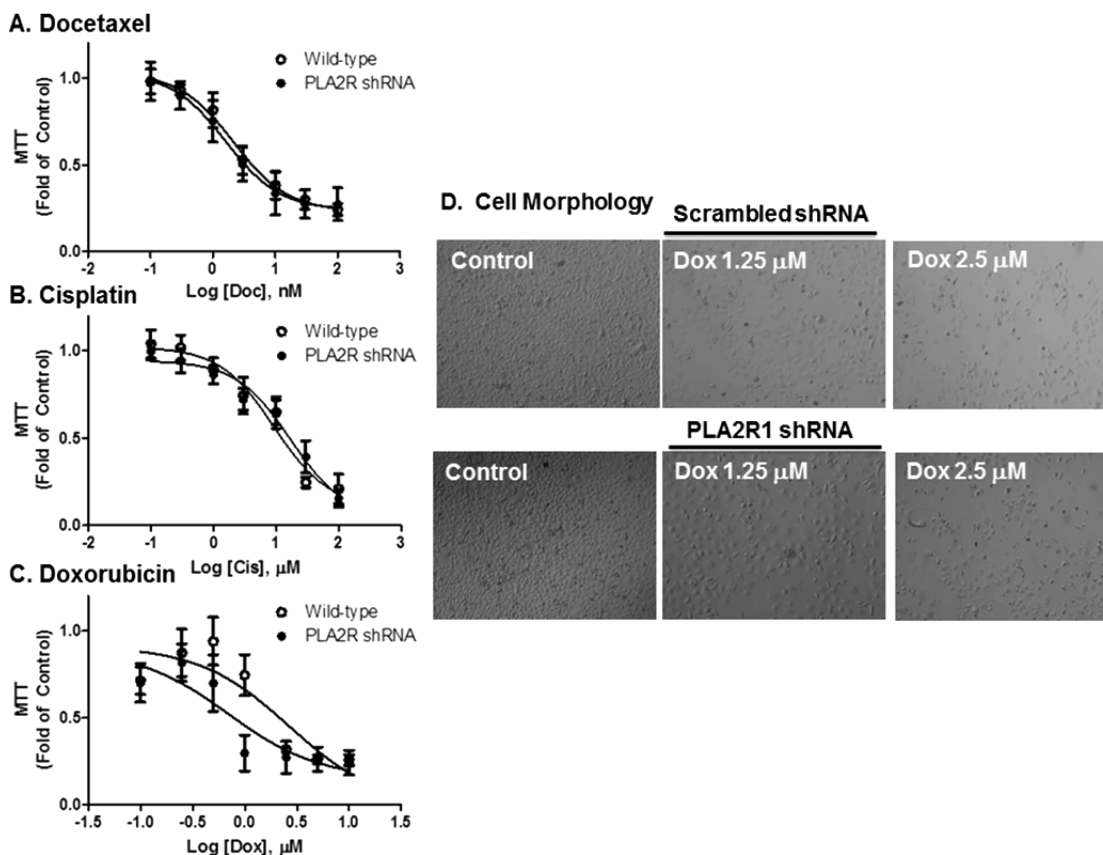 A. Docetaxel
Wild-type
PLA2R shRNA
MTT
(Fold of Control)
1.0
0.5
0.0
-1 0 1 2 3
Log [Doc], nM
B. Cisplatin
Wild-type
PLA2R shRNA
MTT
(Fold of Control)
1.0
0.5
0.0
-1 0 1 2 3
Log [Cis], μM
C. Doxorubicin
Wild-type
PLA2R shRNA
MTT
(Fold of Control)
1.0
0.5
0.0
-1.5 -1.0 -0.5 0.0 0.5 1.0 1.5
Log [Dox], μM
D. Cell Morphology
Scrambled shRNA
Control Dox 1.25 μM Dox 2.5 μM
PLA2R1 shRNA
Control Dox 1.25 μM Dox 2.5 μM